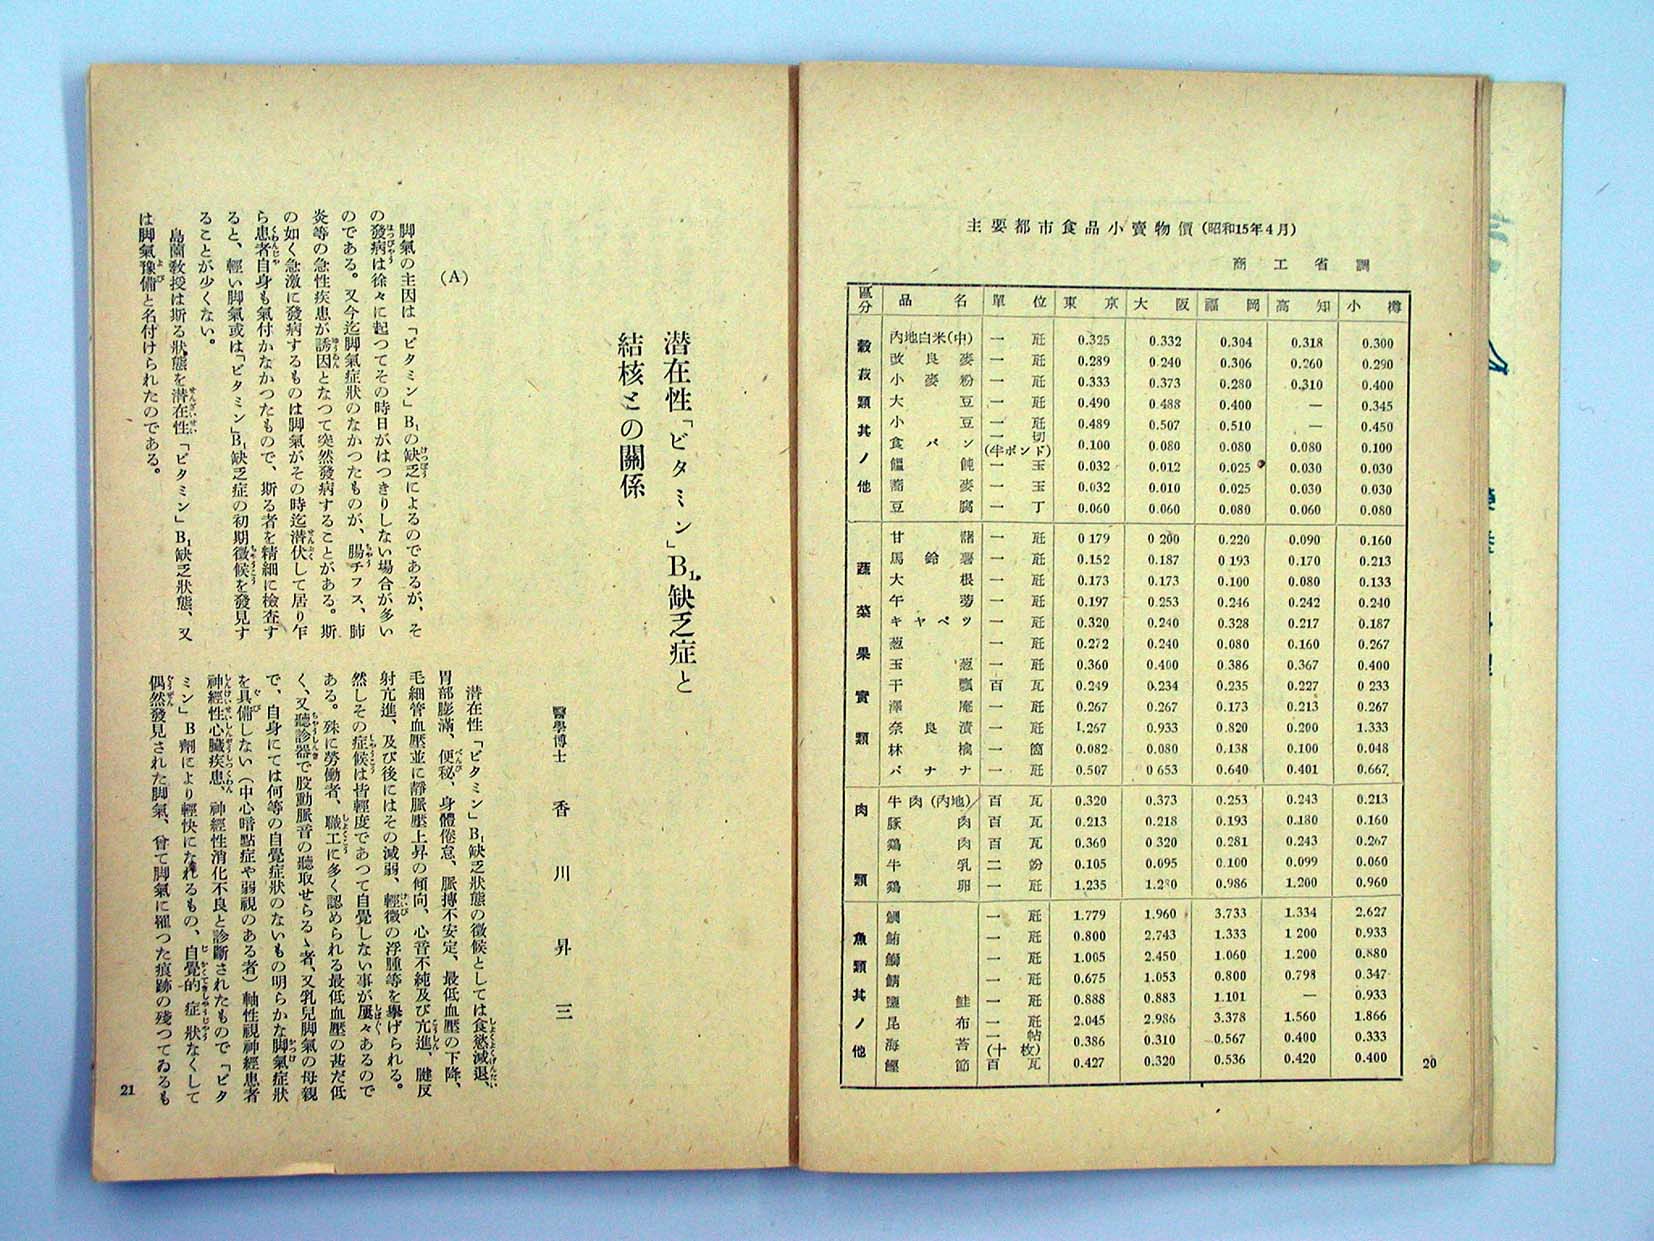 主要都市食品小賣物價(昭和15年4月)
商工省調
區分 品名 單位 東京 大阪 福岡 高知 小樽
穀菽類其ノ他
內地白米(中) 一瓩 0.325 0.332 0.304 0.318 0.300
改良麥 一瓩 0.289 0.240 0.306 0.260 0.290
小麥粉 一瓩 0.333 0.373 0.280 0.310 0.400
大豆 一瓩 0.490 0.488 0.400 — 0.345
小豆 一瓩 0.489 0.507 0.510 — 0.450
食パン 一切(半ポンド) 0.100 0.080 0.080 0.080 0.100
饂飩 一玉 0.032 0.012 0.025 0.030 0.030
蕎麥 一玉 0.032 0.010 0.025 0.030 0.030
豆腐 一丁 0.060 0.060 0.080 0.060 0.080
蔬菜果實類
甘藷 一瓩 0 179 0 200 0.220 0.090 0.160
馬鈴薯 一瓩 0.152 0.187 0 193 0.170 0.213
大根 一瓩 0.173 0.173 0.100 0.080 0.133
午蒡 一瓩 0.197 0.253 0.246 0.242 0.240
キャベツ 一瓩 0.320 0.240 0.328 0.217 0.187
葱 一瓩 0.272 0.240 0.080 0.160 0.267
玉葱 一瓩 0.360 0.400 0.386 0.367 0.400
干瓢 百瓦 0.249 0.234 0.235 0.227 0 233
澤庵 一瓩 0.267 0.267 0.173 0.213 0.267
奈良漬 一瓩 1.267 0.933 0.820 0.200 1.333
林檎 一箇 0.082 0.080 0.138 0.100 0.048
バナナ 一瓩 0.507 0 653 0.640 0.401 0.667
肉類
牛肉(內地) 百瓦 0.320 0.373 0.253 0.243 0.213
豚肉 百瓦 0.213 0.218 0.193 0.180 0.160
鷄肉 百瓦 0.360 0 320 0.281 0.243 0.267
牛乳 二竕 0.105 0.095 0.100 0.099 0.060
鷄卵 一瓩 1.235 1.280 0.986 1.200 0.960
魚類其ノ他
鯛 一瓩 1.779 1.960 3.733 1.334 2.627
鮪 一瓩 0.800 2.743 1.333 1 200 0.933
鰤 一瓩 1.005 2.450 1.060 1.200 0.880
鯖 一瓩 0.675 1.053 0.800 0.798 0.347
鹽鮭 一瓩 0.888 0.883 1.101 — 0.933
昆布 一瓩 2.045 2.986 3.378 1.560 1.866
海苔 一帖(十枚) 0.386 0.310 0.567 0.400 0.333
鰹節 百瓦 0.427 0.320 0.536 0.420 0.400
20
潜在性「ビタミン」B₁缺乏症と
結核との關係
醫學博士 香川昇三
(A)
脚氣の主因は「ビタミン」B₁の缺乏によるのであるが、そ
の發病は徐々に起つてその時日がはつきりしない場合が多い
のである。又今迄脚氣症狀のなかつたものが、腸チフス、肺
炎等の急性疾患が誘因となつて突然發病することがある。斯
の如く急激に發病するものは脚氣がその時迄潜伏して居り乍
ら患者自身も氣付かなかつたもので、斯る者を精細に檢査す
ると、輕い脚氣或は「ビタミン」B₁缺乏症の初期徵候を發見す
ることが少くない。
島薗敎授は斯る狀態を潜在性「ビタミン」B₁缺乏狀態、又
は脚氣豫備と名付けられたのである。
潜在性「ビタミン」B₁缺乏狀態の徵候としては食慾減退、
胃部膨滿、便秘、身體倦怠、脈搏不安定、最低血壓の下降、
毛細管血壓並に靜脈壓上昇の傾向、心音不純及び亢進、腱反
射亢進、及び後にはその減弱、輕微の浮腫等を擧げられる。
然しその症候は皆輕度であつて自覺しない事が屢々あるので
ある。殊に勞働者、職工に多く認められる最低血壓の甚だ低
く、又聽診器で股動脈音の聽取せらるゝ者、又乳兒脚氣の母親
で、自身にては何等の自覺症狀のないもの明らかな脚氣症狀
を具備しない(中心暗點症や弱視のある者)軸性視神經患者
神經性心臟疾患、神經性消化不良と診斷されたもので「ビタ
ミン」B劑により輕快になれるもの、自覺的症狀なくして
偶然發見された脚氣、曾て脚氣に罹つた痕跡の殘つてゐるも
21